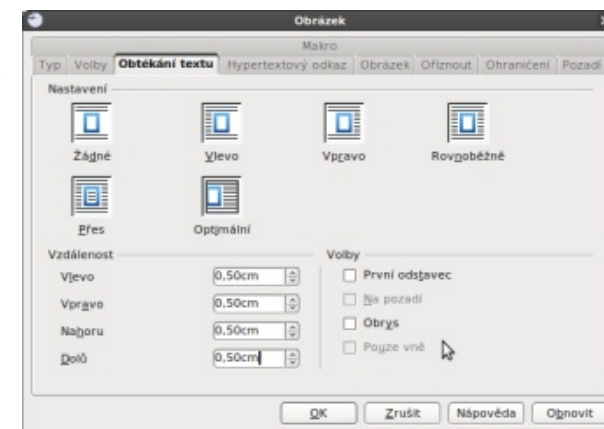 Obrázek
Makro
Typ Volby Obtékání textu Hypertextový odkaz Obrázek Oříznout Ohraničení Pozadí
Nastavení
Žádné Vlevo Vpravo Rovnoběžně
Přes Optimální
Vzdálenost Volby
Vlevo 0,50cm První odstavec
Vpravo 0,50cm Na pozadí
Nahoru 0,50cm Obrys
Dolů 0,50cm Pouze vně
OK Zrušit Nápověda Obnovit